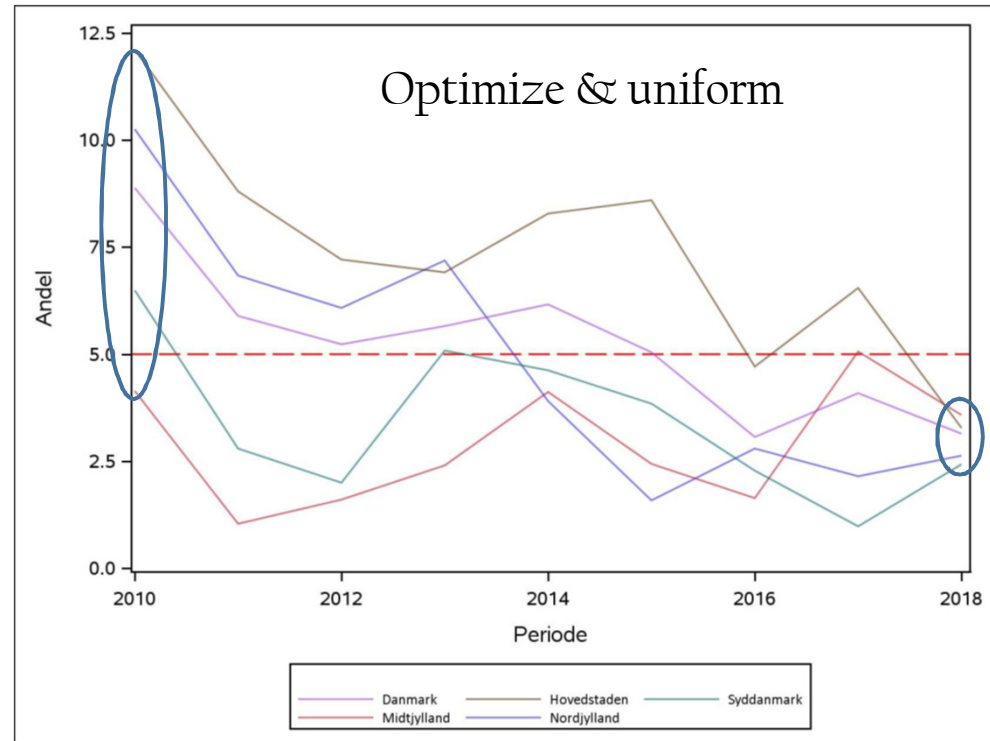 Optimize & uniform
12.5
10.0
7.5
5.0
2.5
0.0
Andel
2010 2012 2014 2016 2018
Periode
Danmark Hovedstaden Syddanmark
Midtjylland Nordjylland